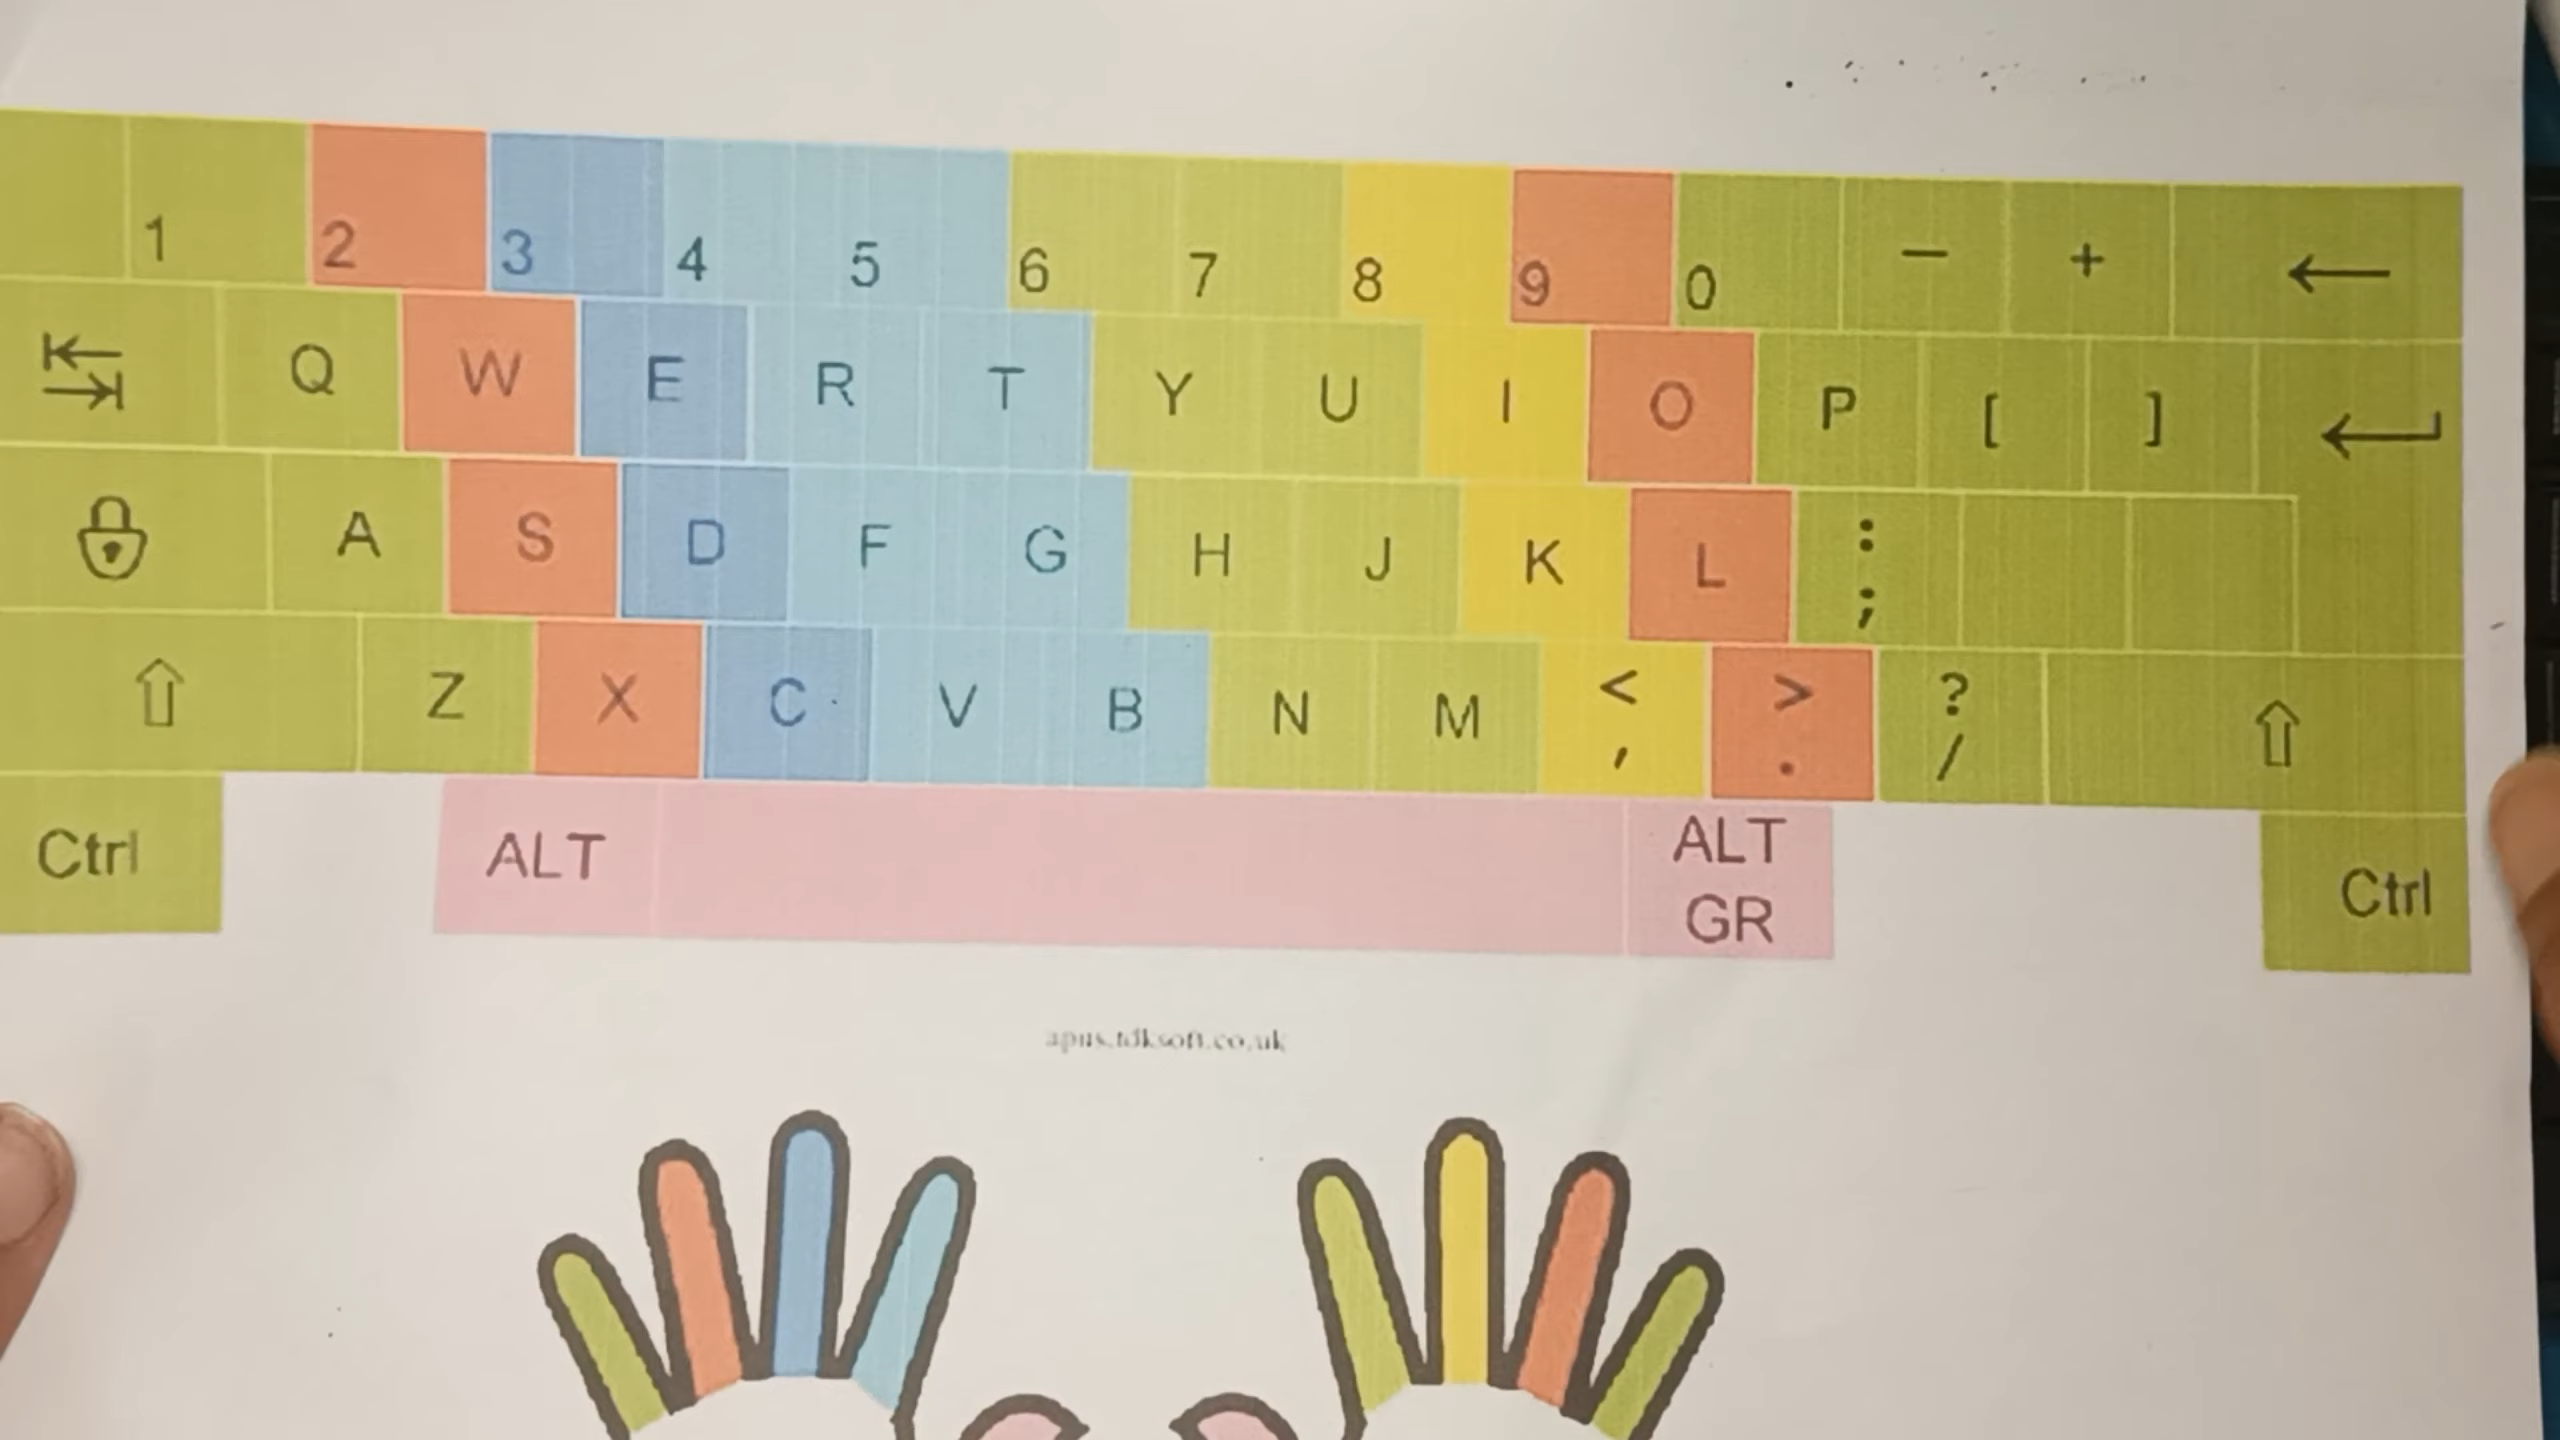 1 2 3 4 5 6 7 8 9 0 - + ←
Q W E R T Y U I O P [ ]
A S D F G H J K L :
;
Z X C V B N M < > ?
, . /
Ctrl ALT ALT Ctrl
GR
apus.tdksoft.co.uk